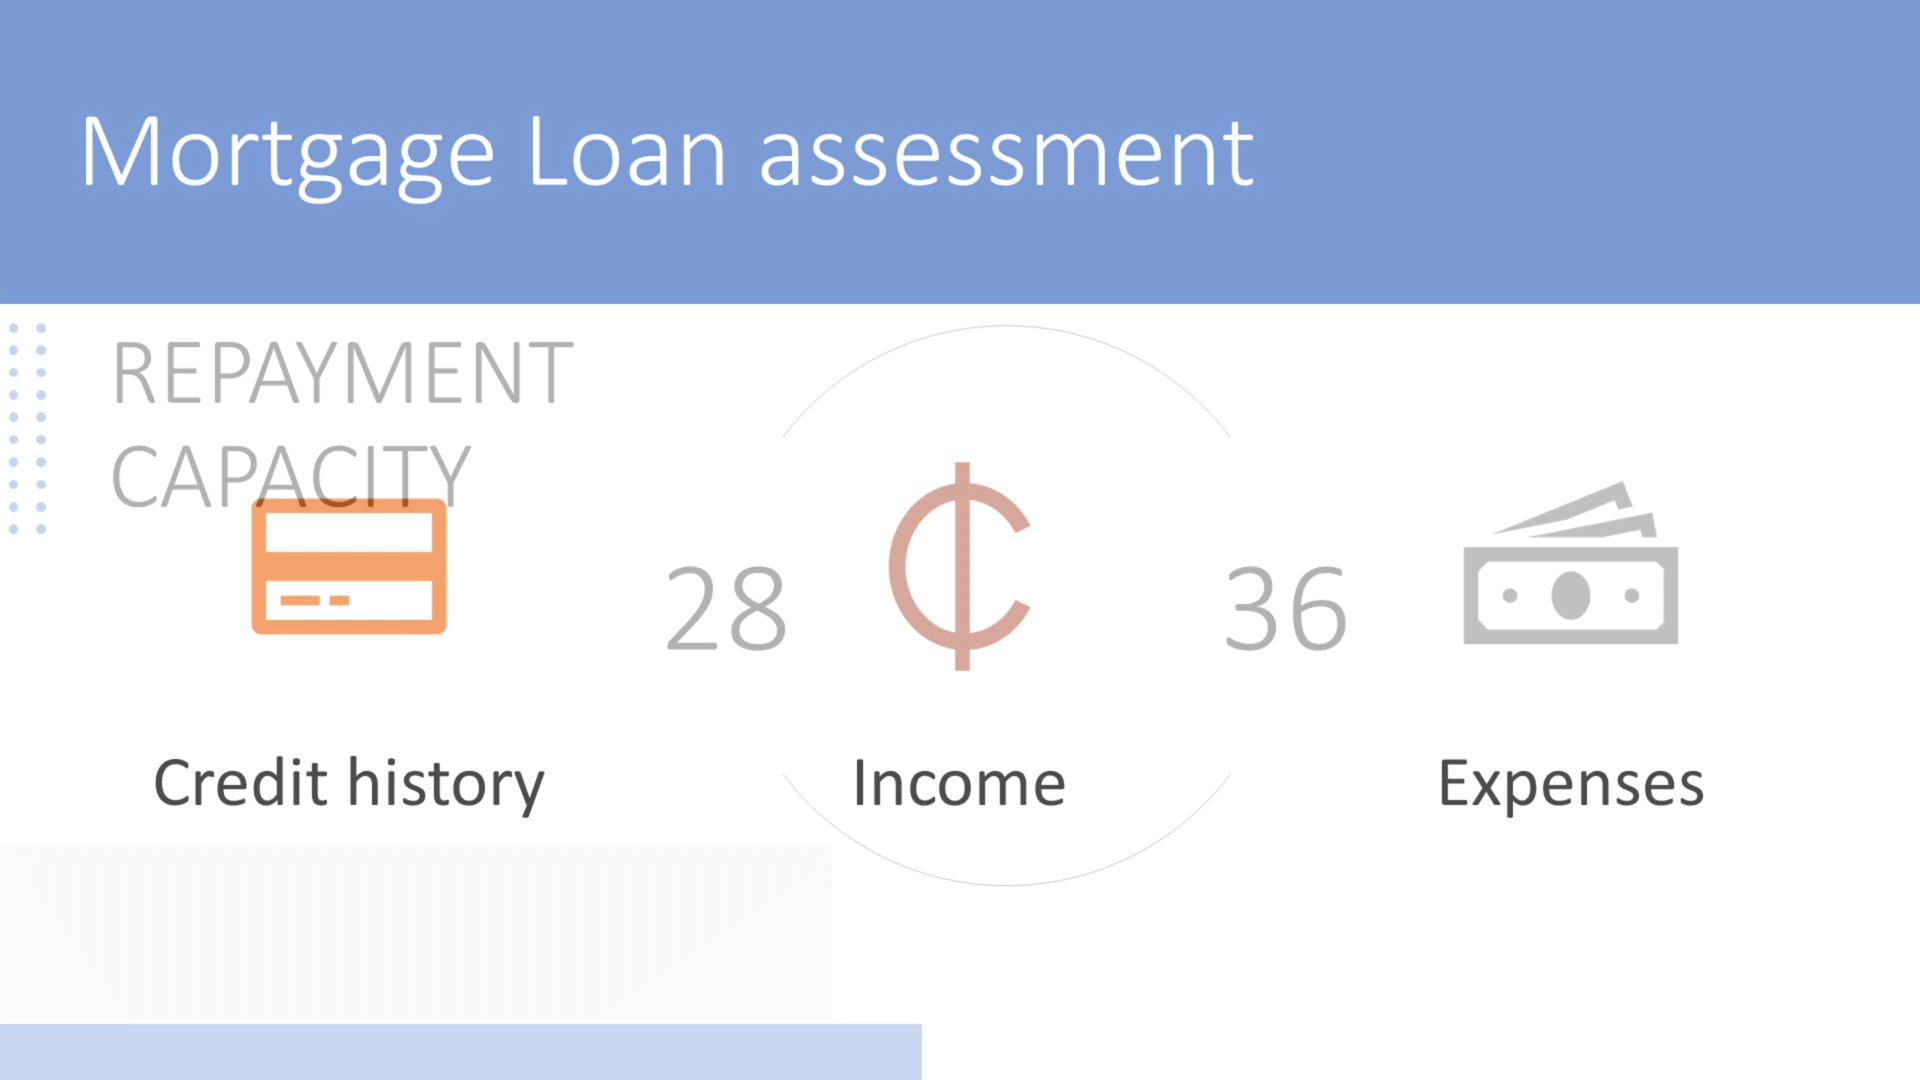 Mortgage Loan assessment
REPAYMENT
CAPACITY
28
36
Credit history
Income
Expenses